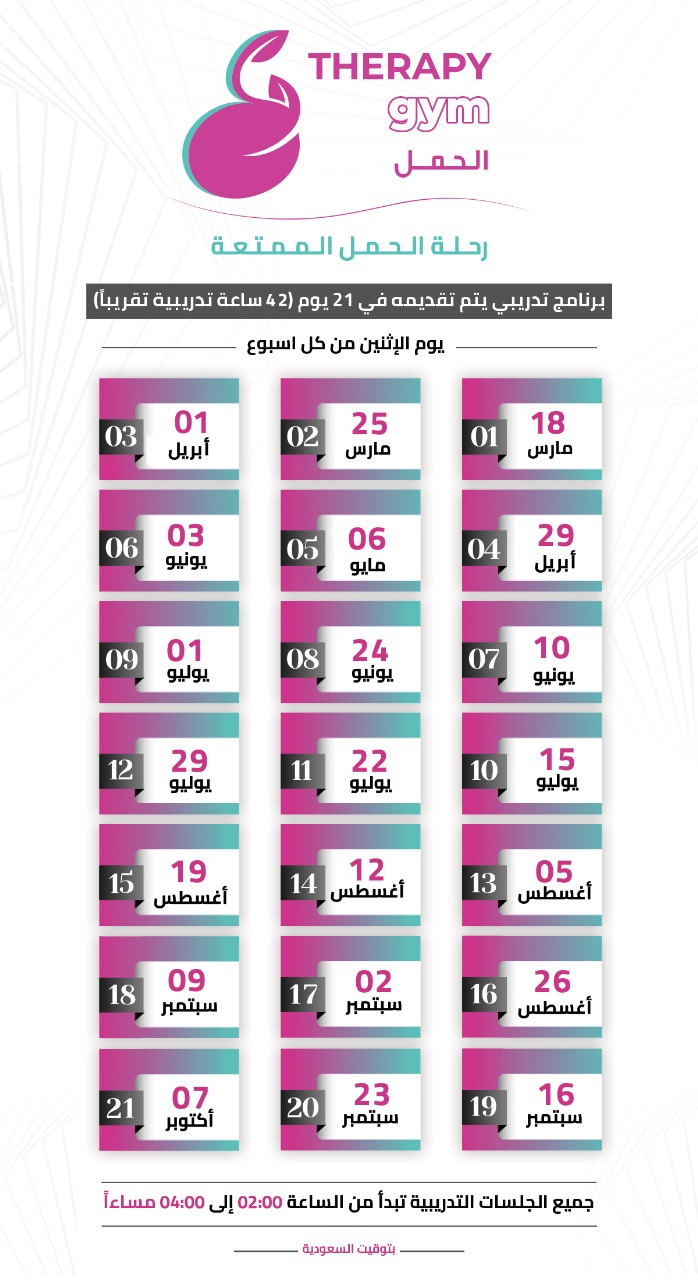 THERAPY
gym
الحمل
رحلة الحمل الممتعة
برنامج تدريبي يتم تقديمه في 21 يوم (42 ساعة تدريبية تقريباً)
يوم الإثنين من كل اسبوع
01
18
مارس
02
25
مارس
03
01
أبريل
04
29
أبريل
05
06
مايو
06
03
يونيو
07
10
يونيو
08
24
يونيو
09
01
يوليو
10
15
يوليو
11
22
يوليو
12
29
يوليو
13
05
أغسطس
14
12
أغسطس
15
19
أغسطس
16
26
أغسطس
17
02
سبتمبر
18
09
سبتمبر
19
16
سبتمبر
20
23
سبتمبر
21
07
أكتوبر
جميع الجلسات التدريبية تبدأ من الساعة 02:00 إلى 04:00 مساءاً
بتوقيت السعودية